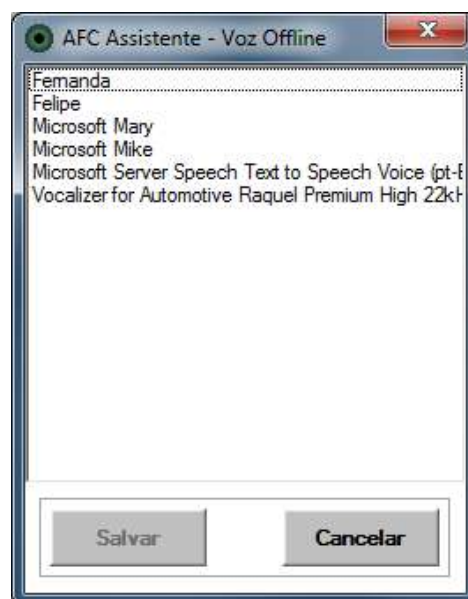 AFC Assistente - Voz Offline
Fernanda
Felipe
Microsoft Mary
Microsoft Mike
Microsoft Server Speech Text to Speech Voice (pt-
Vocalizer for Automotive Raquel Premium High
Salvar
Cancelar